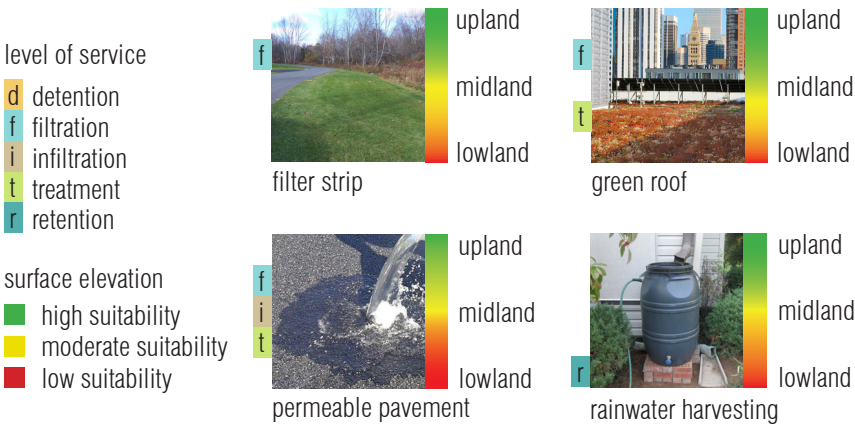 level of service
d detention
f filtration
i infiltration
t treatment
r retention
surface elevation
high suitability
moderate suitability
low suitability
f
upland
midland
lowland
filter strip
f
t
upland
midland
lowland
green roof
f
i
t
upland
midland
lowland
permeable pavement
r
upland
midland
lowland
rainwater harvesting